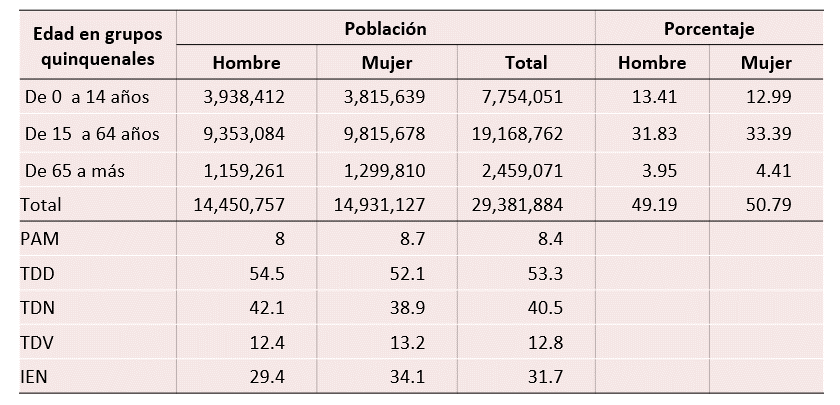 Edad en grupos quinquenales Población Porcentaje
Hombre Mujer Total Hombre Mujer
De 0 a 14 años 3,938,412 3,815,639 7,754,051 13.41 12.99
De 15 a 64 años 9,353,084 9,815,678 19,168,762 31.83 33.39
De 65 a más 1,159,261 1,299,810 2,459,071 3.95 4.41
Total 14,450,757 14,931,127 29,381,884 49.19 50.79
PAM 8 8.7 8.4
TDD 54.5 52.1 53.3
TDN 42.1 38.9 40.5
TDV 12.4 13.2 12.8
IEN 29.4 34.1 31.7